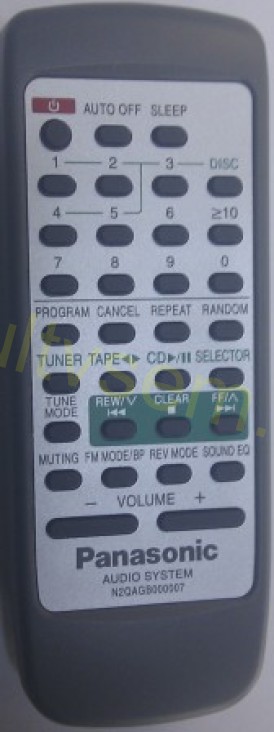 ⏻ AUTO OFF SLEEP
1 2 3 DISC
4 5 6 ≥10
7 8 9 0
PROGRAM CANCEL REPEAT RANDOM
TUNER TAPE◀▶ CD▶/❚❚ SELECTOR
TUNE MODE REW/∨ CLEAR FF/∧
|◀◀ ■ ▶▶|
MUTING FM MODE/BP REV MODE SOUND EQ
− VOLUME +
Panasonic
AUDIO SYSTEM
N2QAGB000007